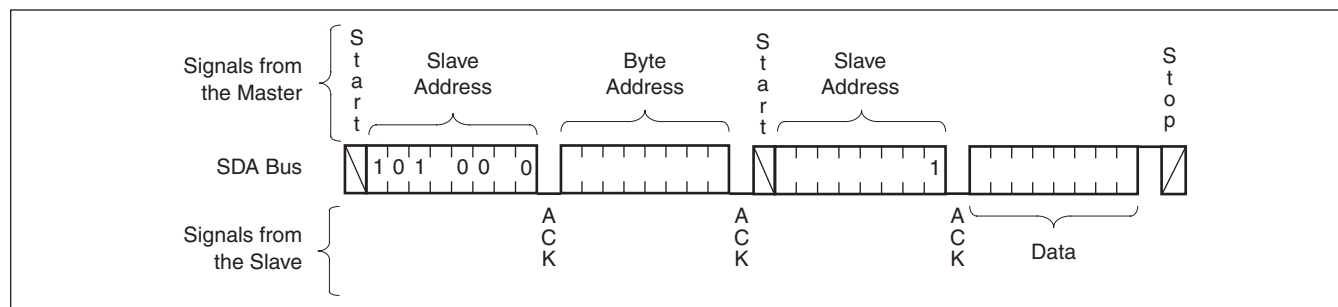 Signals from
the Master
Start
Slave
Address
Byte
Address
Start
Slave
Address
Stop
SDA Bus
1 0 1 0 0 0
1
Signals from
the Slave
ACK
ACK
ACK
Data